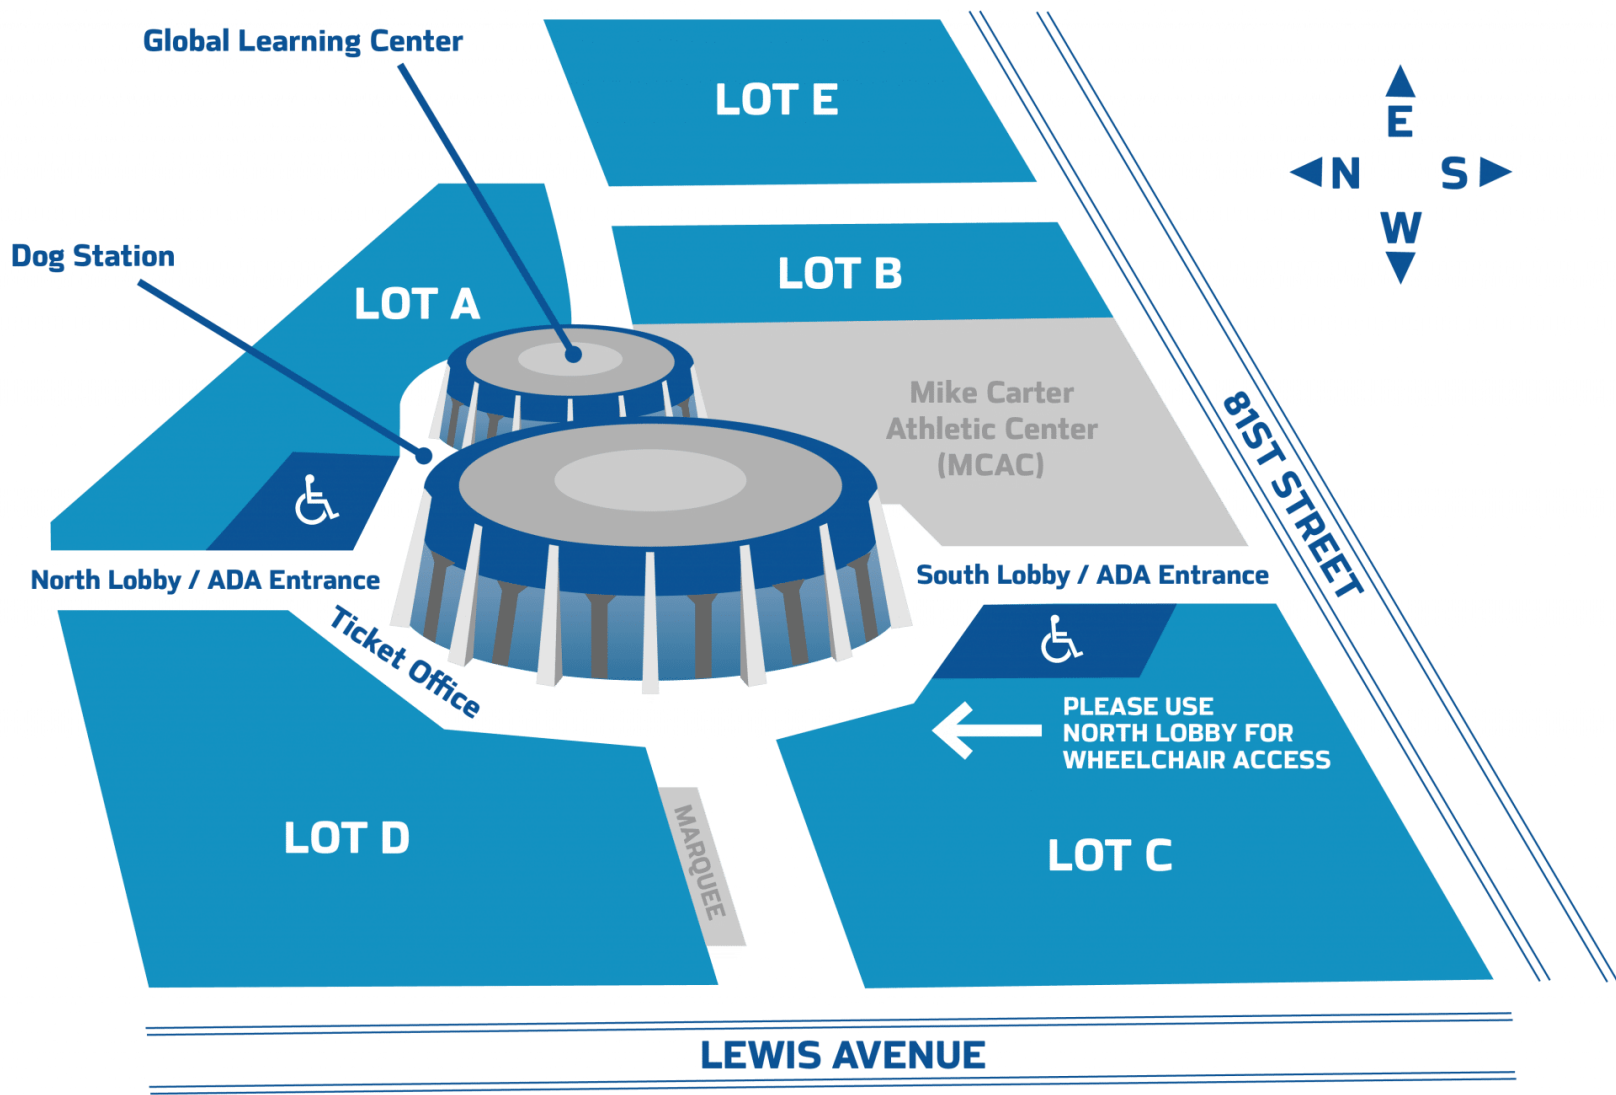 Global Learning Center
LOT E
E
N
S
W
Dog Station
LOT A
LOT B
Mike Carter
Athletic Center
(MCAC)
81ST STREET
North Lobby / ADA Entrance
South Lobby / ADA Entrance
Ticket Office
PLEASE USE
NORTH LOBBY FOR
WHEELCHAIR ACCESS
LOT D
MARQUEE
LOT C
LEWIS AVENUE